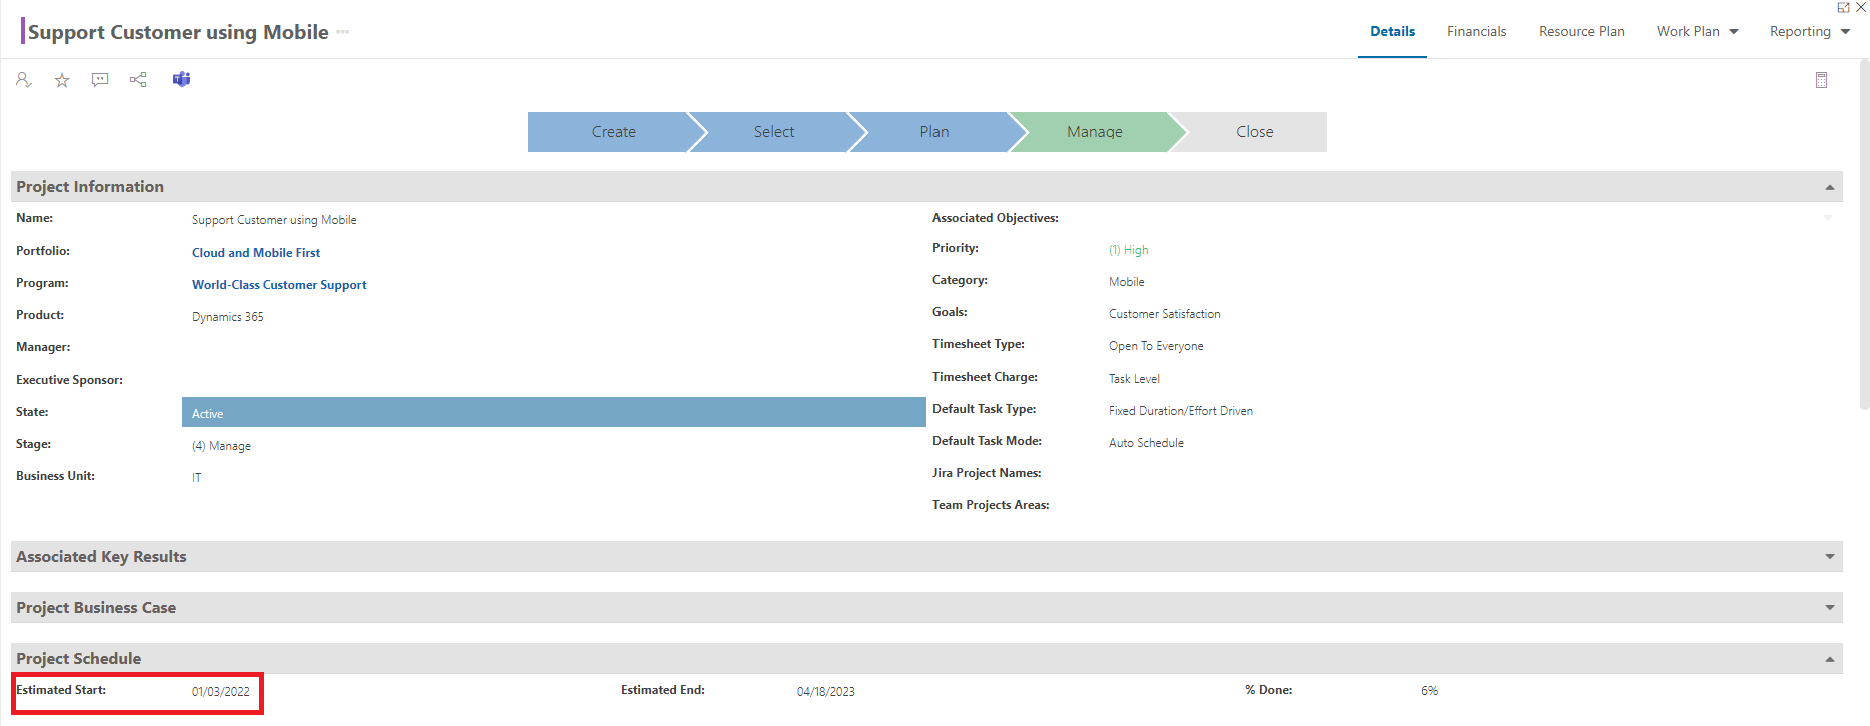 Support Customer using Mobile
Details Financials Resource Plan Work Plan Reporting
Create Select Plan Manage Close
Project Information
Name: Support Customer using Mobile
Portfolio: Cloud and Mobile First
Program: World-Class Customer Support
Product: Dynamics 365
Manager:
Executive Sponsor:
State: Active
Stage: (4) Manage
Business Unit: IT
Associated Objectives:
Priority: (1) High
Category: Mobile
Goals: Customer Satisfaction
Timesheet Type: Open To Everyone
Timesheet Charge: Task Level
Default Task Type: Fixed Duration/Effort Driven
Default Task Mode: Auto Schedule
Jira Project Names:
Team Projects Areas:
Associated Key Results
Project Business Case
Project Schedule
Estimated Start: 01/03/2022 Estimated End: 04/18/2023 % Done: 6%